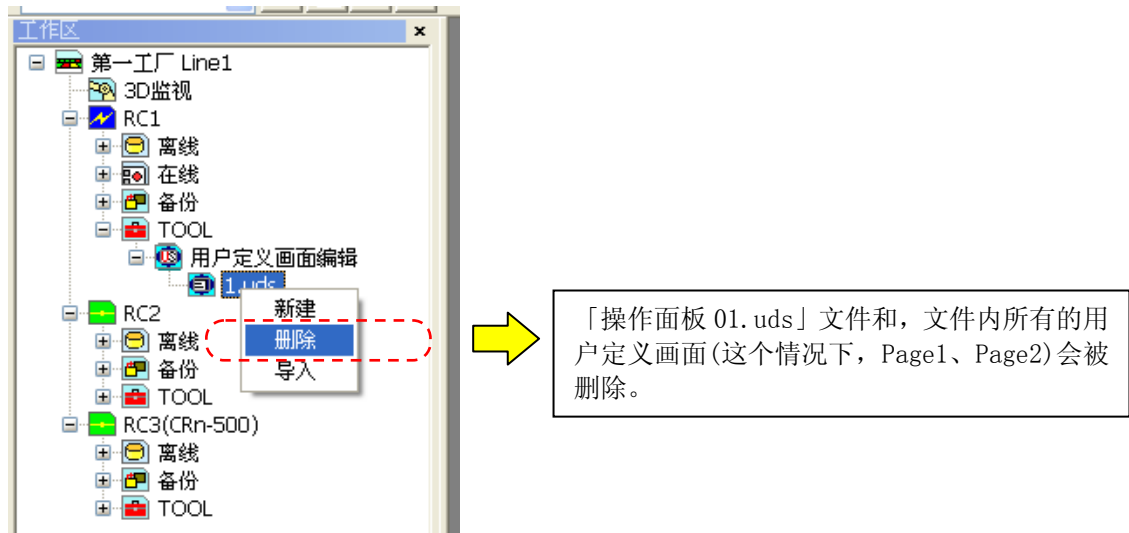 工作区
第一工厂 Line1
3D监视
RC1
离线
在线
备份
TOOL
用户定义画面编辑
1.uds
新建
删除
导入
RC2
离线
备份
TOOL
RC3(CRn-500)
离线
备份
TOOL
「操作面板 01.uds」文件和，文件内所有的用
户定义画面(这个情况下，Page1、Page2)会被
删除。